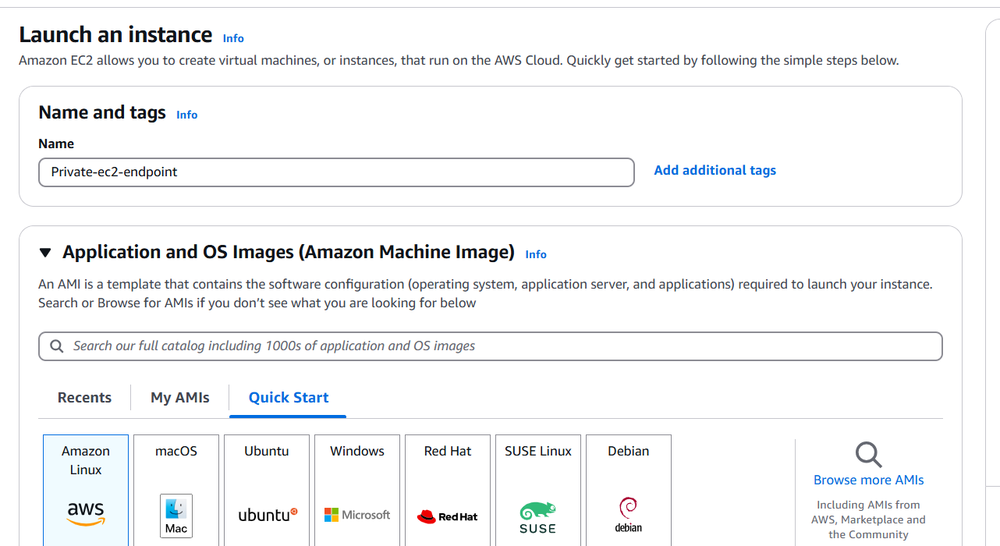 Launch an instance Info
Amazon EC2 allows you to create virtual machines, or instances, that run on the AWS Cloud. Quickly get started by following the simple steps below.
Name and tags Info
Name
Private-ec2-endpoint
Add additional tags
Application and OS Images (Amazon Machine Image) Info
An AMI is a template that contains the software configuration (operating system, application server, and applications) required to launch your instance.
Search or Browse for AMIs if you don’t see what you are looking for below
Search our full catalog including 1000s of application and OS images
Recents
My AMIs
Quick Start
Amazon
Linux
aws
macOS
Mac
Ubuntu
ubuntu
Windows
Microsoft
Red Hat
Red Hat
SUSE Linux
SUSE
Debian
debian
Browse more AMIs
Including AMIs from
AWS, Marketplace and
the Community